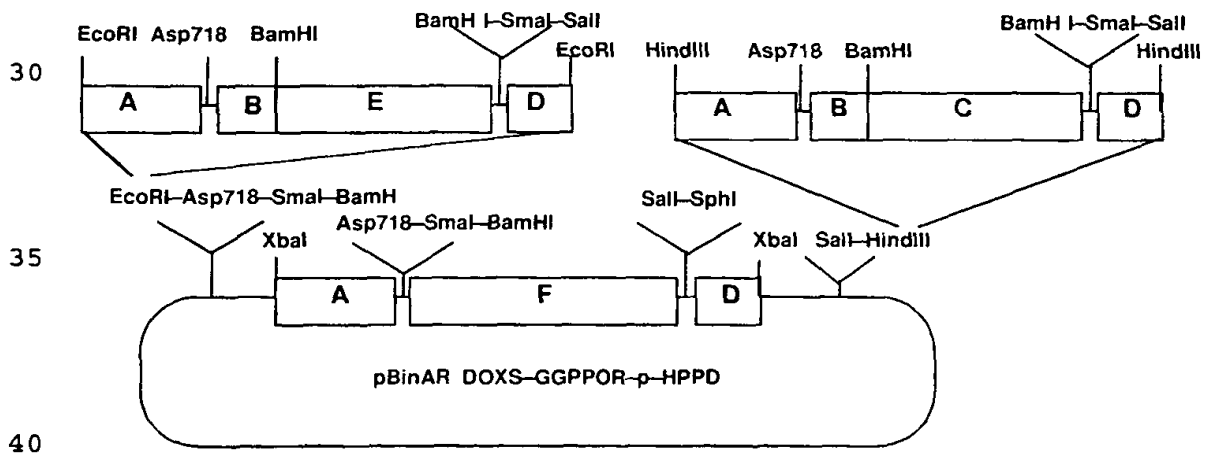 BamH I–SmaI–SalI
BamH I–SmaI–SalI
EcoRI Asp718 BamHI
EcoRI
HindIII
Asp718
BamHI
HindIII
30
A
B
E
D
A
B
C
D
EcoRI–Asp718–SmaI–BamH
SalI–SphI
Asp718–SmaI–BamHI
35
XbaI
XbaI
SalI–HindIII
A
F
D
pBinAR DOXS–GGPPOR–p–HPPD
40